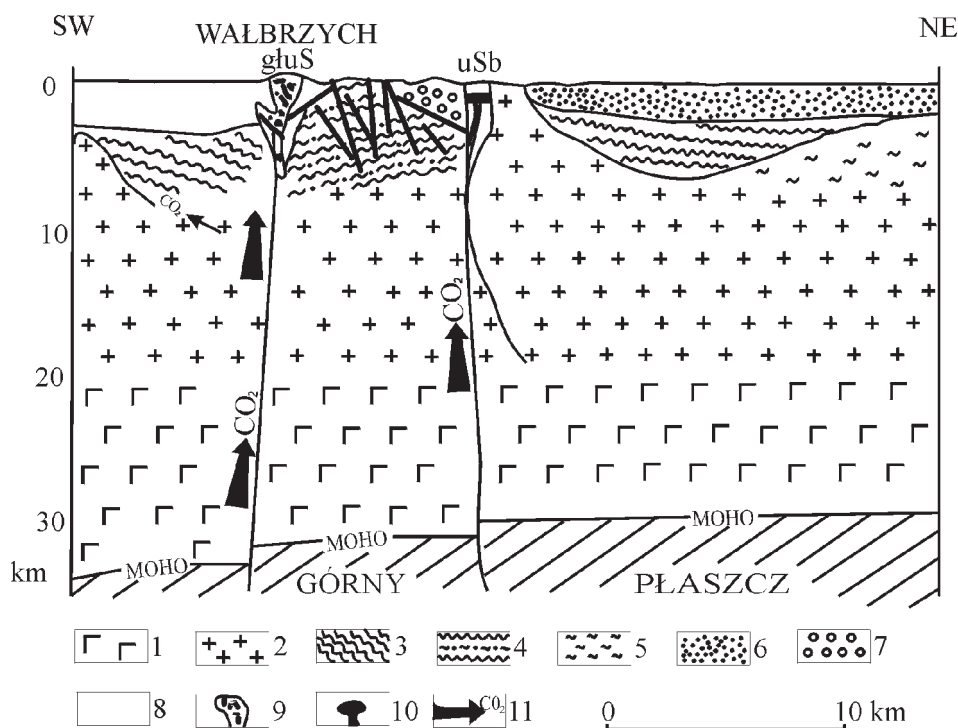 SW NE
WAŁBRZYCH
głuS uSb
0
CO₂
10
CO₂
20
CO₂
30
MOHO
MOHO
MOHO
km
GÓRNY PŁASZCZ
1 2 3 4 5 6 7
8 9 10 CO₂ 11 0 10 km